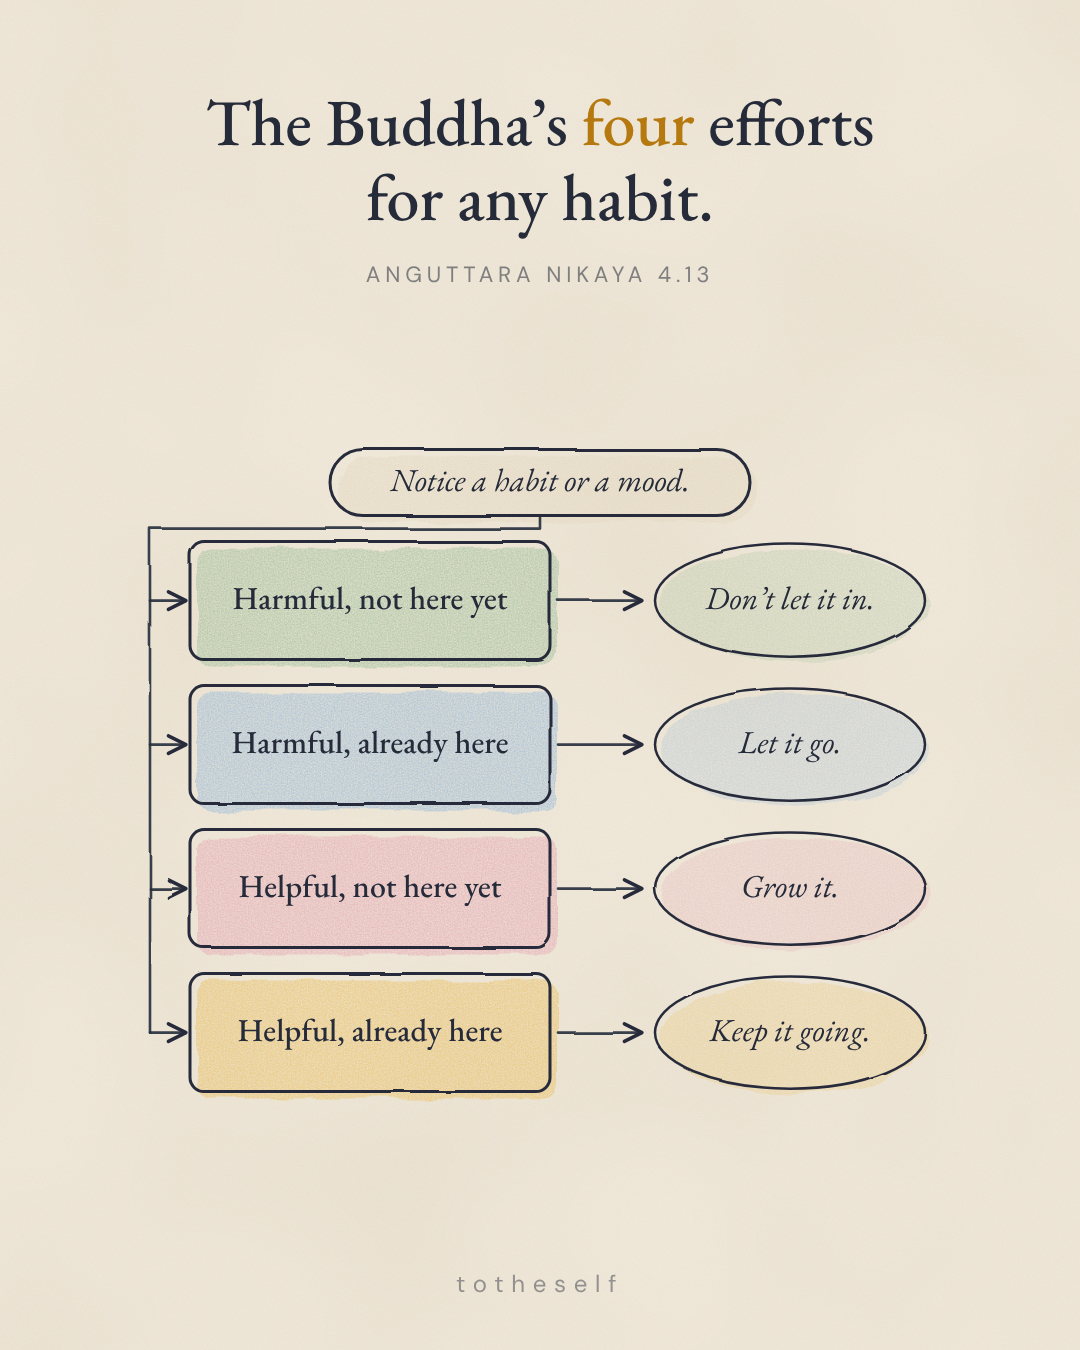 The Buddha’s four efforts
for any habit.
ANGUTTARA NIKAYA 4.13
Notice a habit or a mood.
Harmful, not here yet
Don’t let it in.
Harmful, already here
Let it go.
Helpful, not here yet
Grow it.
Helpful, already here
Keep it going.
totheself